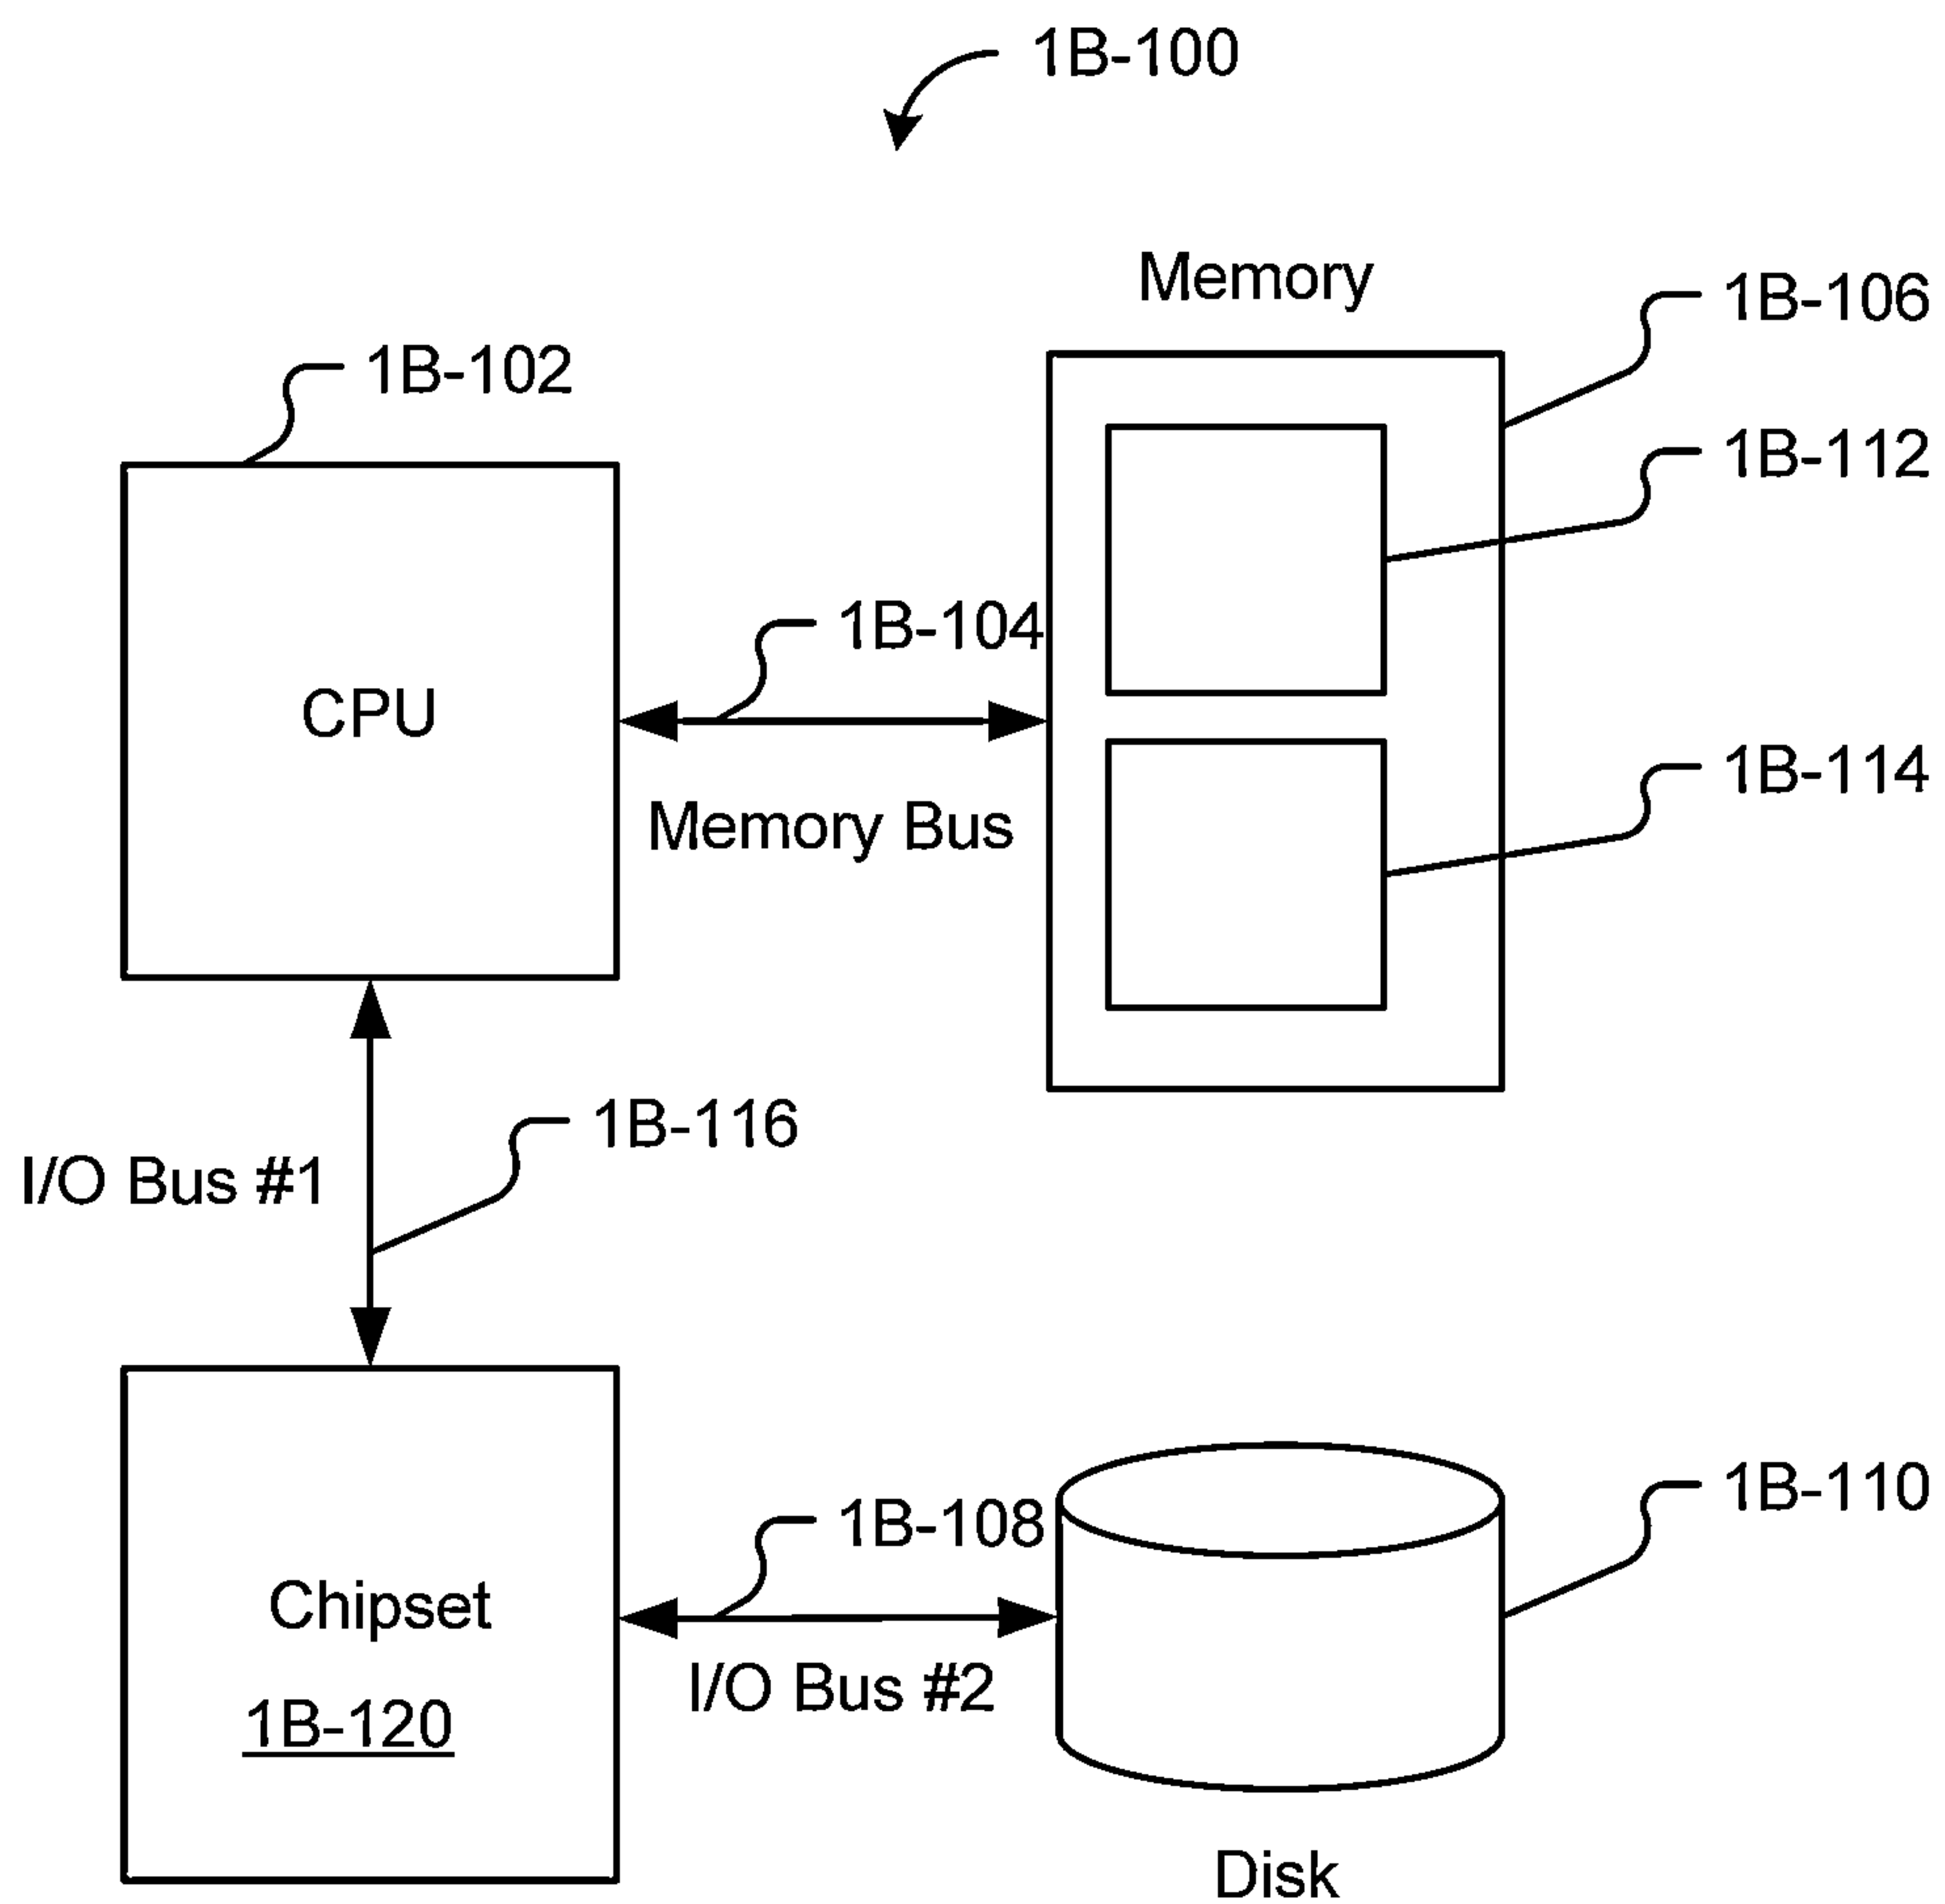 1B-100
Memory
1B-106
1B-102
1B-112
1B-104
CPU
1B-114
Memory Bus
1B-116
I/O Bus #1
1B-110
1B-108
Chipset
I/O Bus #2
1B-120
Disk